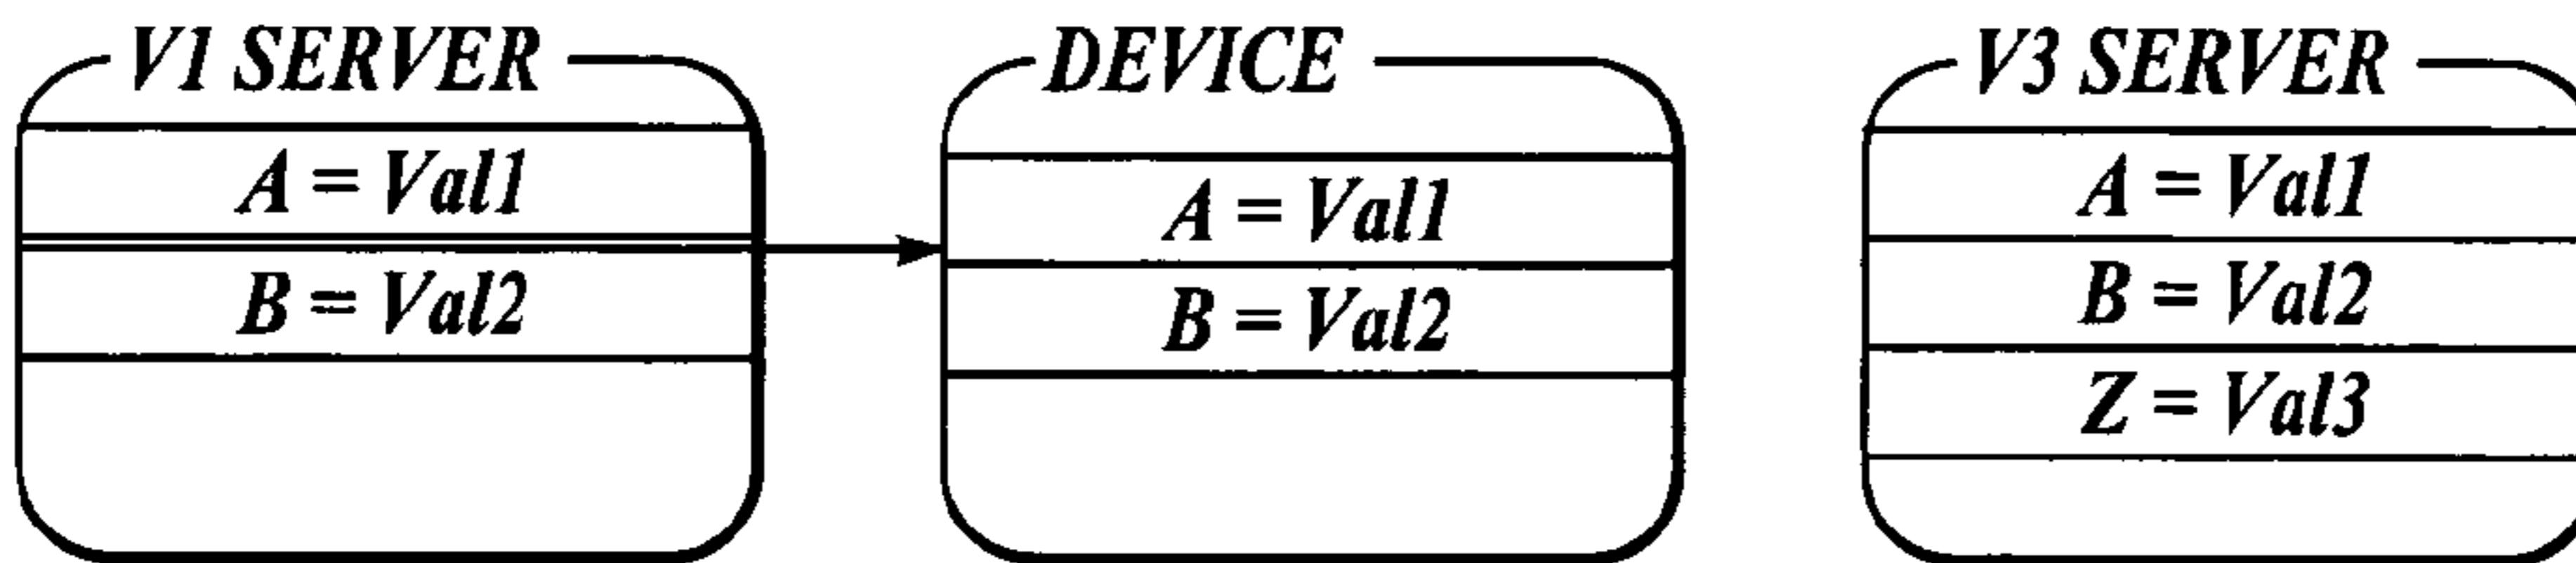 V1 SERVER
A = Val1
B = Val2
DEVICE
A = Val1
B = Val2
V3 SERVER
A = Val1
B = Val2
Z = Val3